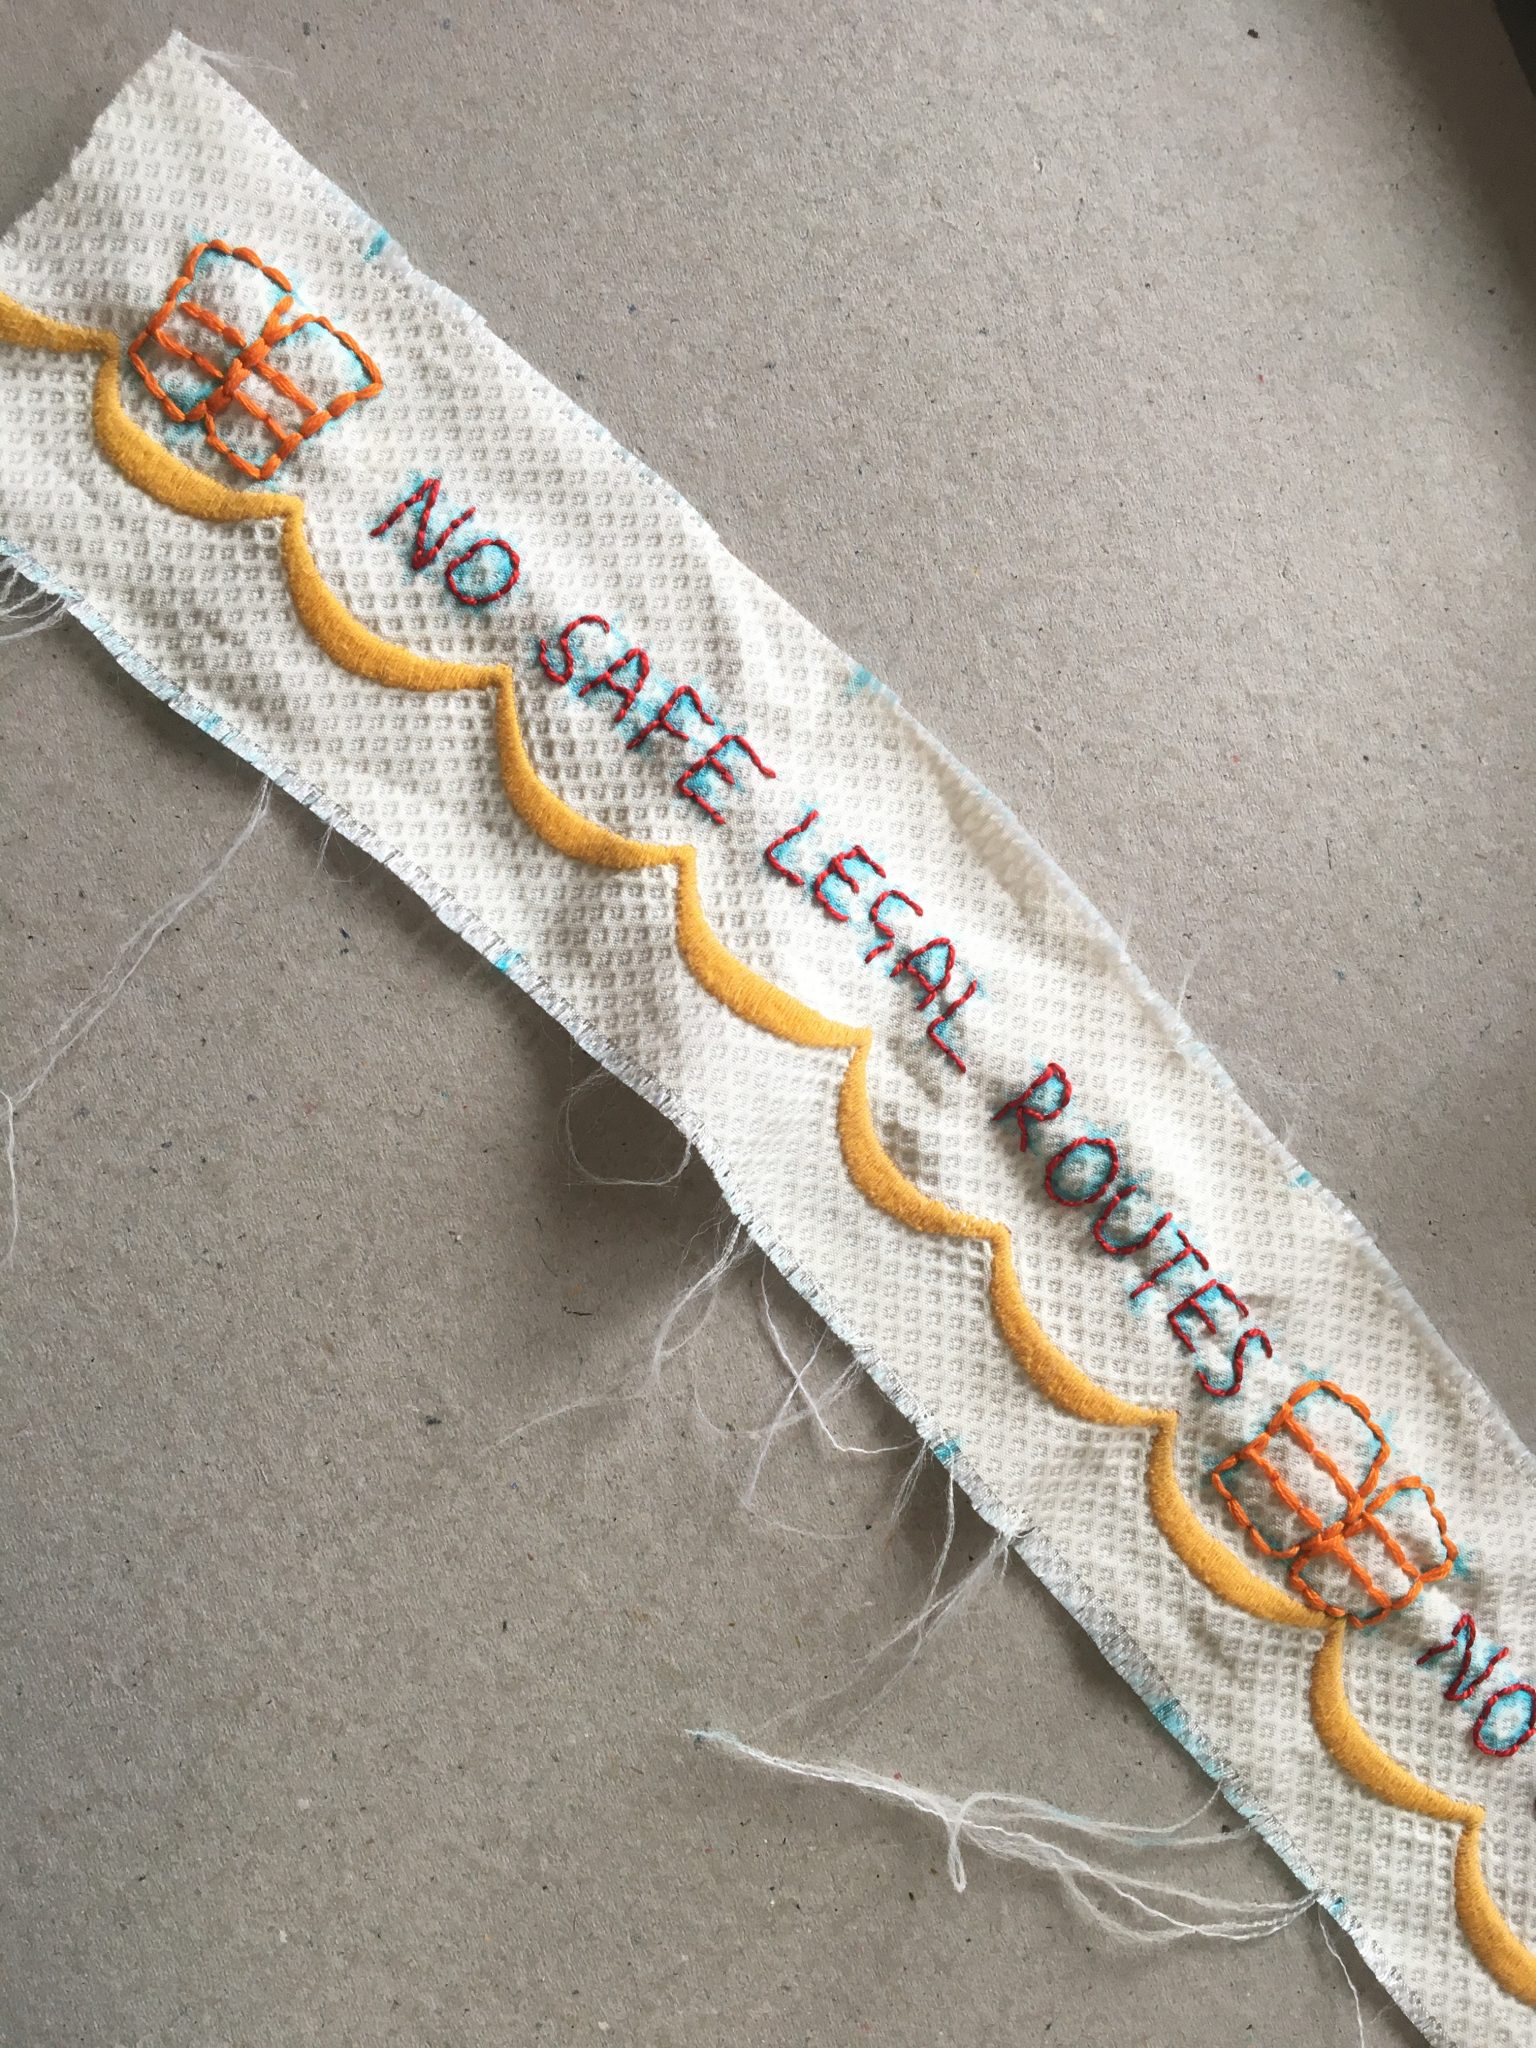 NO SAFE LEGAL ROUTES NO